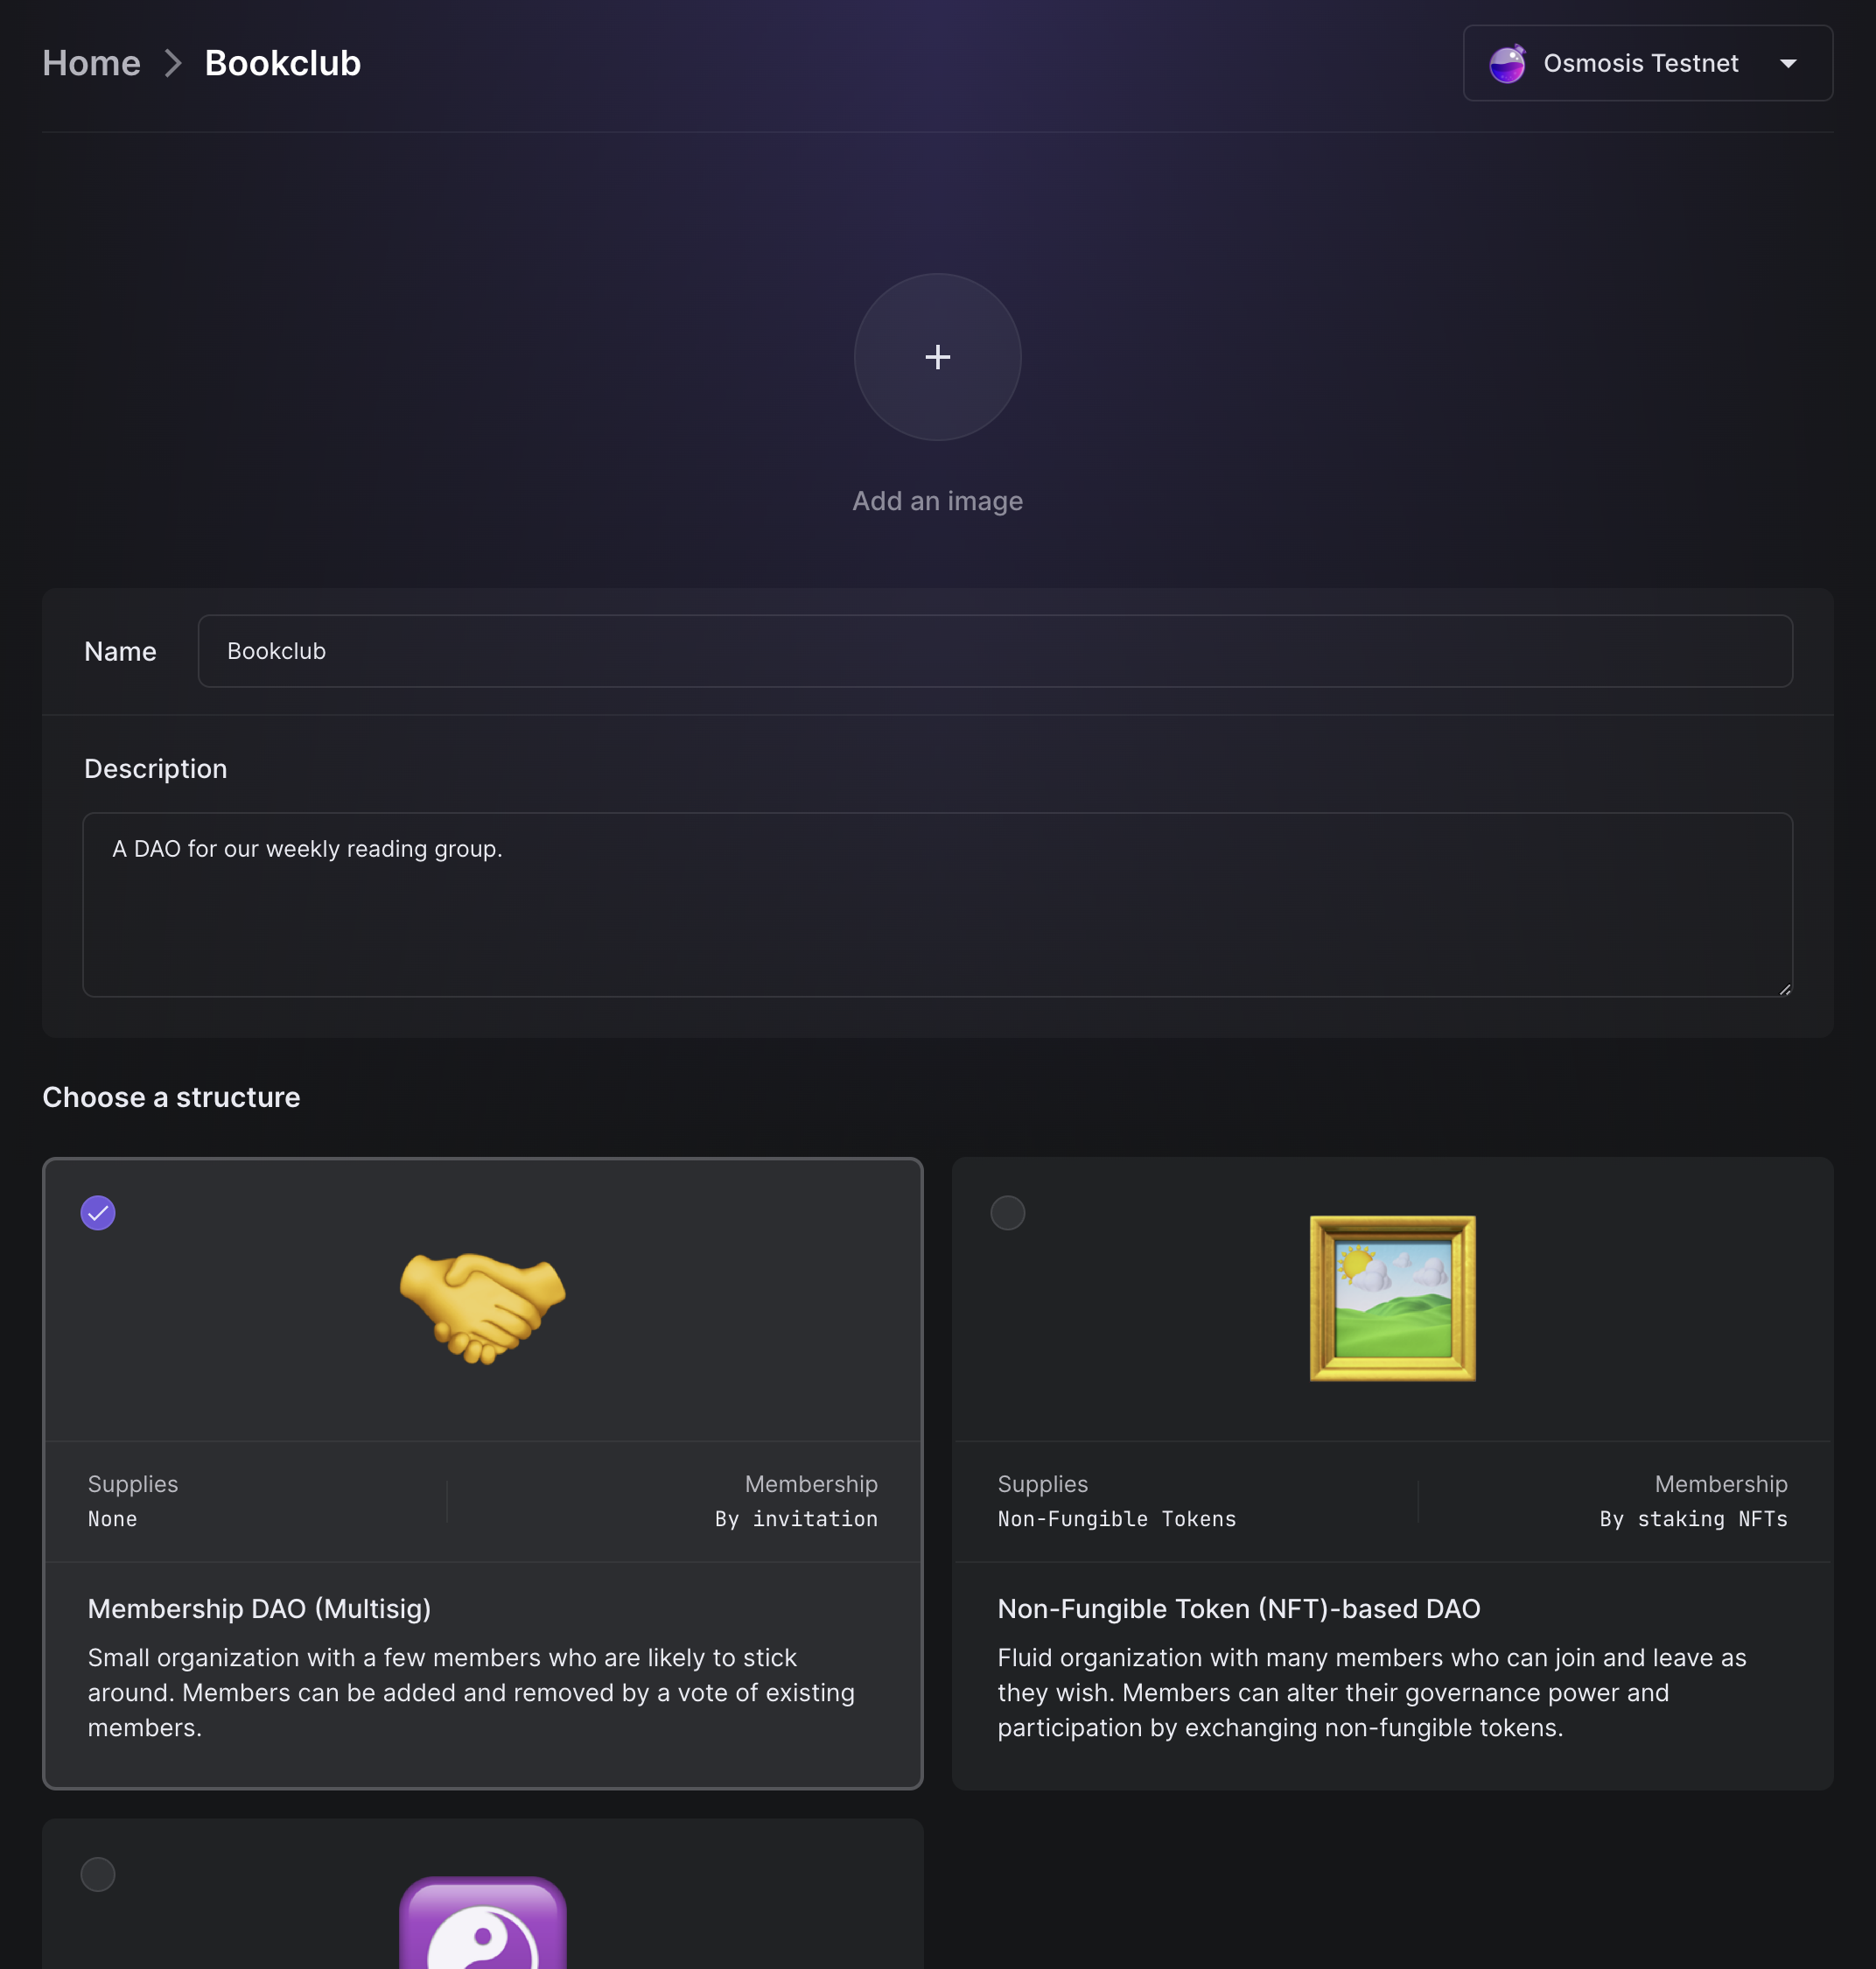 Home > Bookclub
Osmosis Testnet
Add an image
Name
Bookclub
Description
A DAO for our weekly reading group.
Choose a structure
Supplies
None
Membership
By invitation
Membership DAO (Multisig)
Small organization with a few members who are likely to stick
around. Members can be added and removed by a vote of existing
members.
Supplies
Non-Fungible Tokens
Membership
By staking NFTs
Non-Fungible Token (NFT)-based DAO
Fluid organization with many members who can join and leave as
they wish. Members can alter their governance power and
participation by exchanging non-fungible tokens.